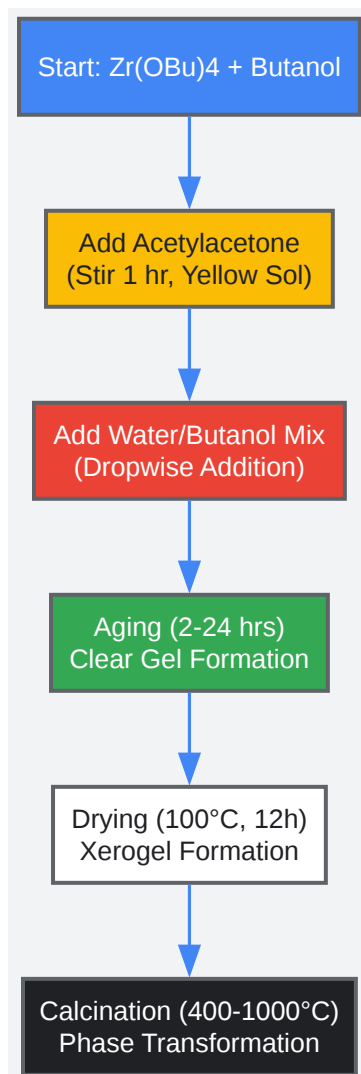 Start: Zr(OBu)4 + Butanol
Add Acetylacetone
(Stir 1 hr, Yellow Sol)
Add Water/Butanol Mix
(Dropwise Addition)
Aging (2-24 hrs)
Clear Gel Formation
Drying (100°C, 12h)
Xerogel Formation
Calcination (400-1000°C)
Phase Transformation